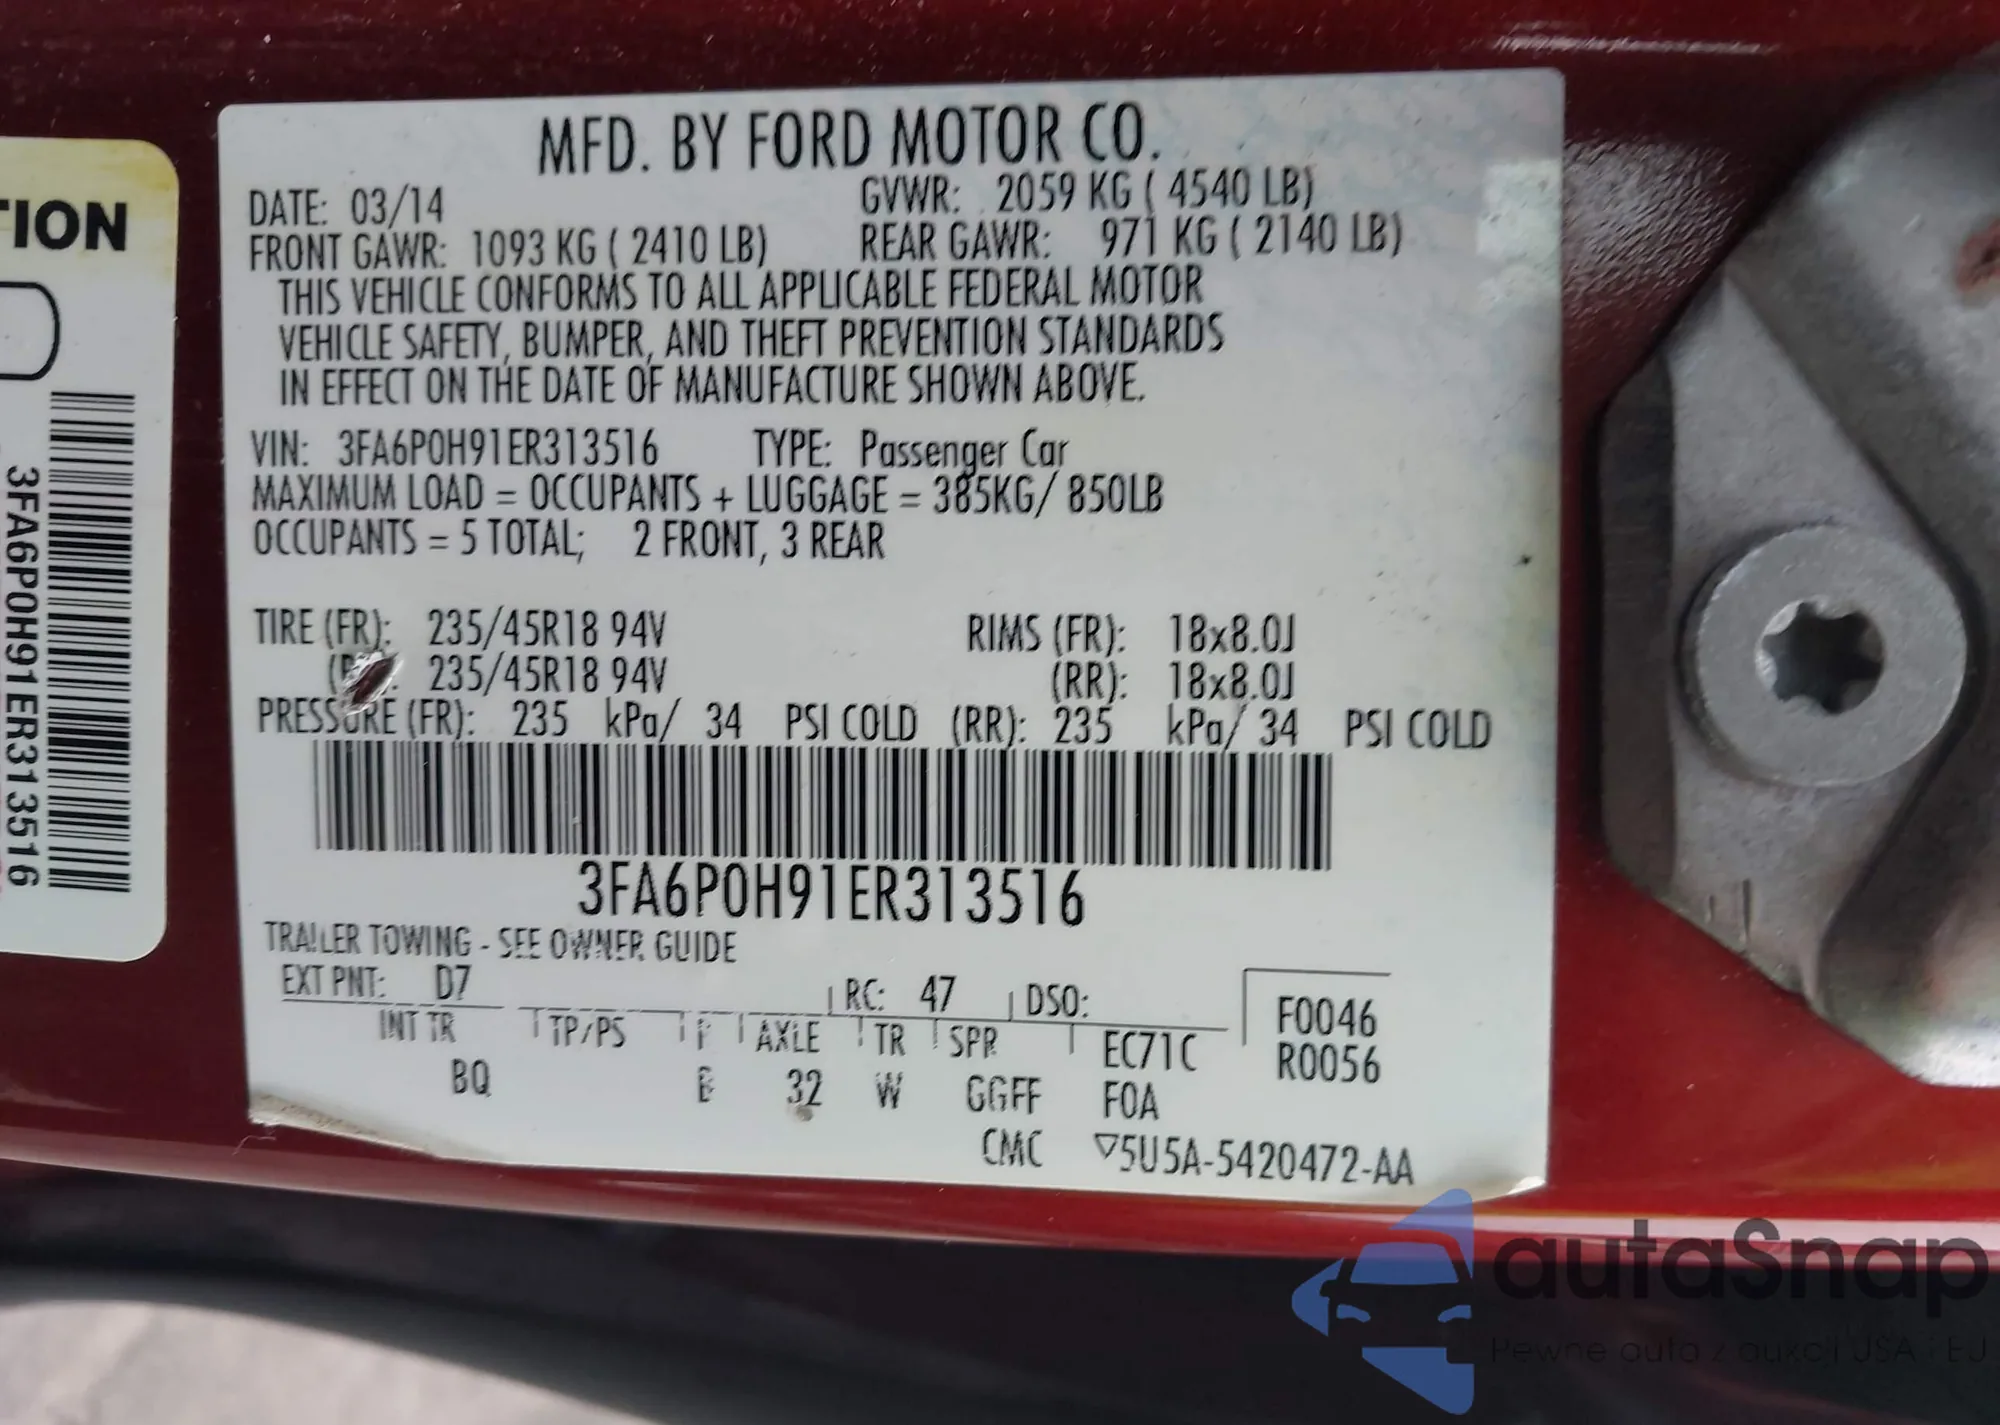 TION
3FA6P0H91ER313516
MFD. BY FORD MOTOR CO.
DATE: 03/14 GVWR: 2059 KG ( 4540 LB)
FRONT GAWR: 1093 KG ( 2410 LB) REAR GAWR: 971 KG ( 2140 LB)
THIS VEHICLE CONFORMS TO ALL APPLICABLE FEDERAL MOTOR
VEHICLE SAFETY, BUMPER, AND THEFT PREVENTION STANDARDS
IN EFFECT ON THE DATE OF MANUFACTURE SHOWN ABOVE.
VIN: 3FA6P0H91ER313516 TYPE: Passenger Car
MAXIMUM LOAD = OCCUPANTS + LUGGAGE = 385KG/ 850LB
OCCUPANTS = 5 TOTAL; 2 FRONT, 3 REAR
TIRE (FR): 235/45R18 94V RIMS (FR): 18x8.0J
235/45R18 94V (RR): 18x8.0J
PRESSURE (FR): 235 kPa/ 34 PSI COLD (RR): 235 kPa/ 34 PSI COLD
3FA6P0H91ER313516
TRAILER TOWING - SEE OWNER GUIDE
EXT PNT: D7 RC: 47 DSO:
INT TR TP/PS R AXLE TR SPR EC71C F0046
R0056
BQ 32 W GGFF FOA
CMC ▽5U5A-5420472-AA
autaSnap
Pewne auta z aukcji USA i EJ